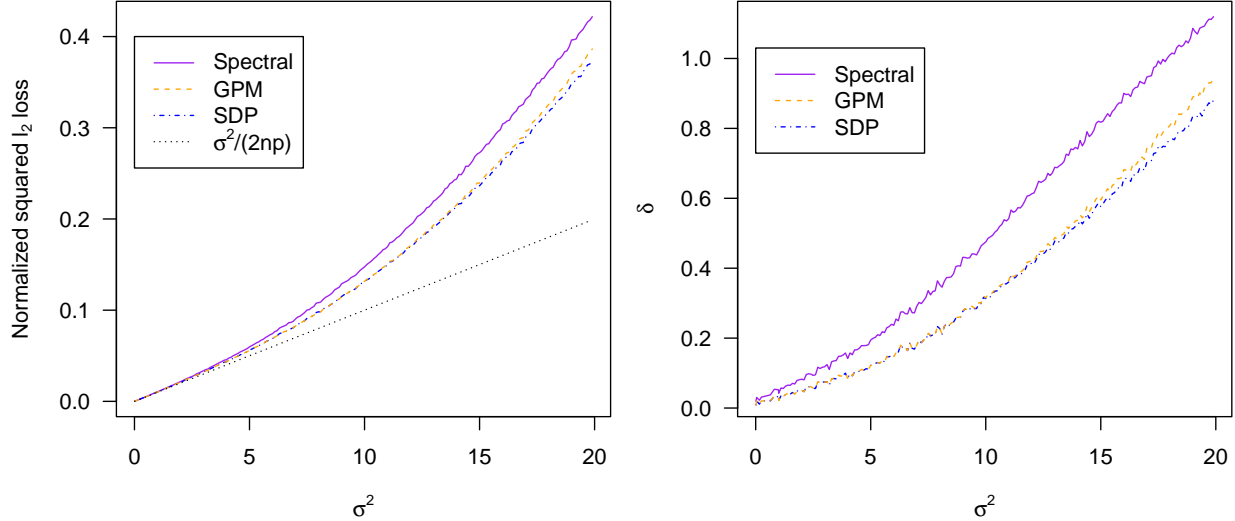 Normalized squared l₂ loss
0.4
0.3
0.2
0.1
0.0
Spectral
GPM
SDP
σ²/(2np)
0 5 10 15 20
σ²
δ
1.0
0.8
0.6
0.4
0.2
0.0
Spectral
GPM
SDP
0 5 10 15 20
σ²